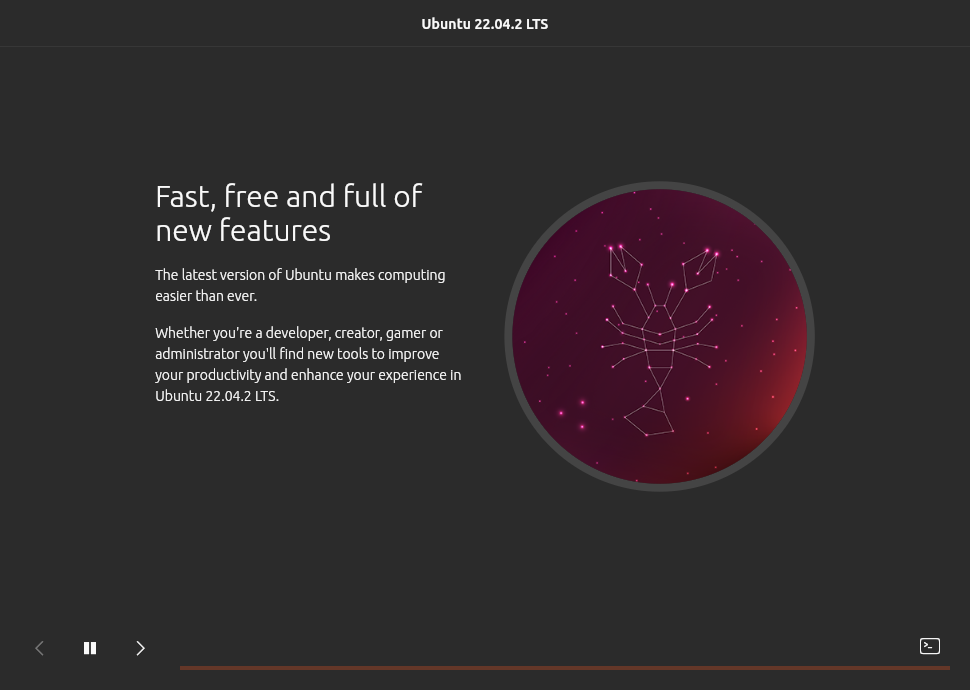 Ubuntu 22.04.2 LTS
Fast, free and full of
new features
The latest version of Ubuntu makes computing
easier than ever.
Whether you're a developer, creator, gamer or
administrator you'll find new tools to improve
your productivity and enhance your experience in
Ubuntu 22.04.2 LTS.